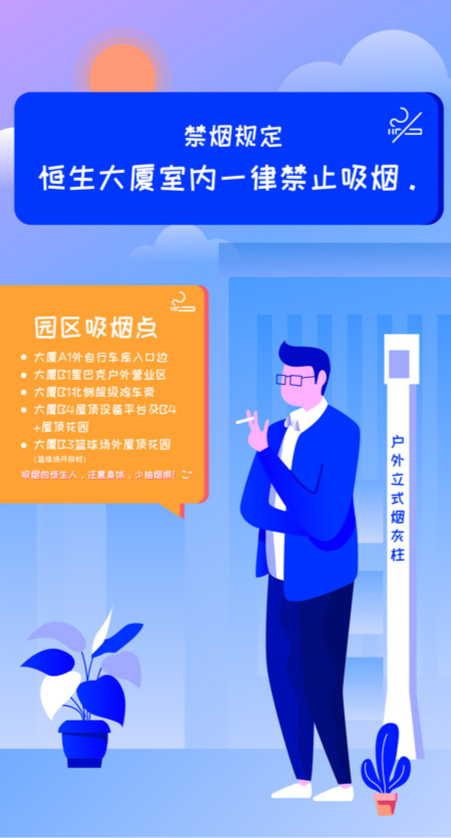 禁烟规定
恒生大厦室内一律禁止吸烟.
园区吸烟点
大厦A1外自行车库入口边
大厦B1星巴克户外营业区
大厦B1北侧超级鸡车旁
大厦B4屋顶设备平台及B4
+屋顶花园
大厦B3篮球场外屋顶花园
(篮球场开放时)
吸烟的恒生人,注意身体,少抽烟哦!
户外立式烟灰柱